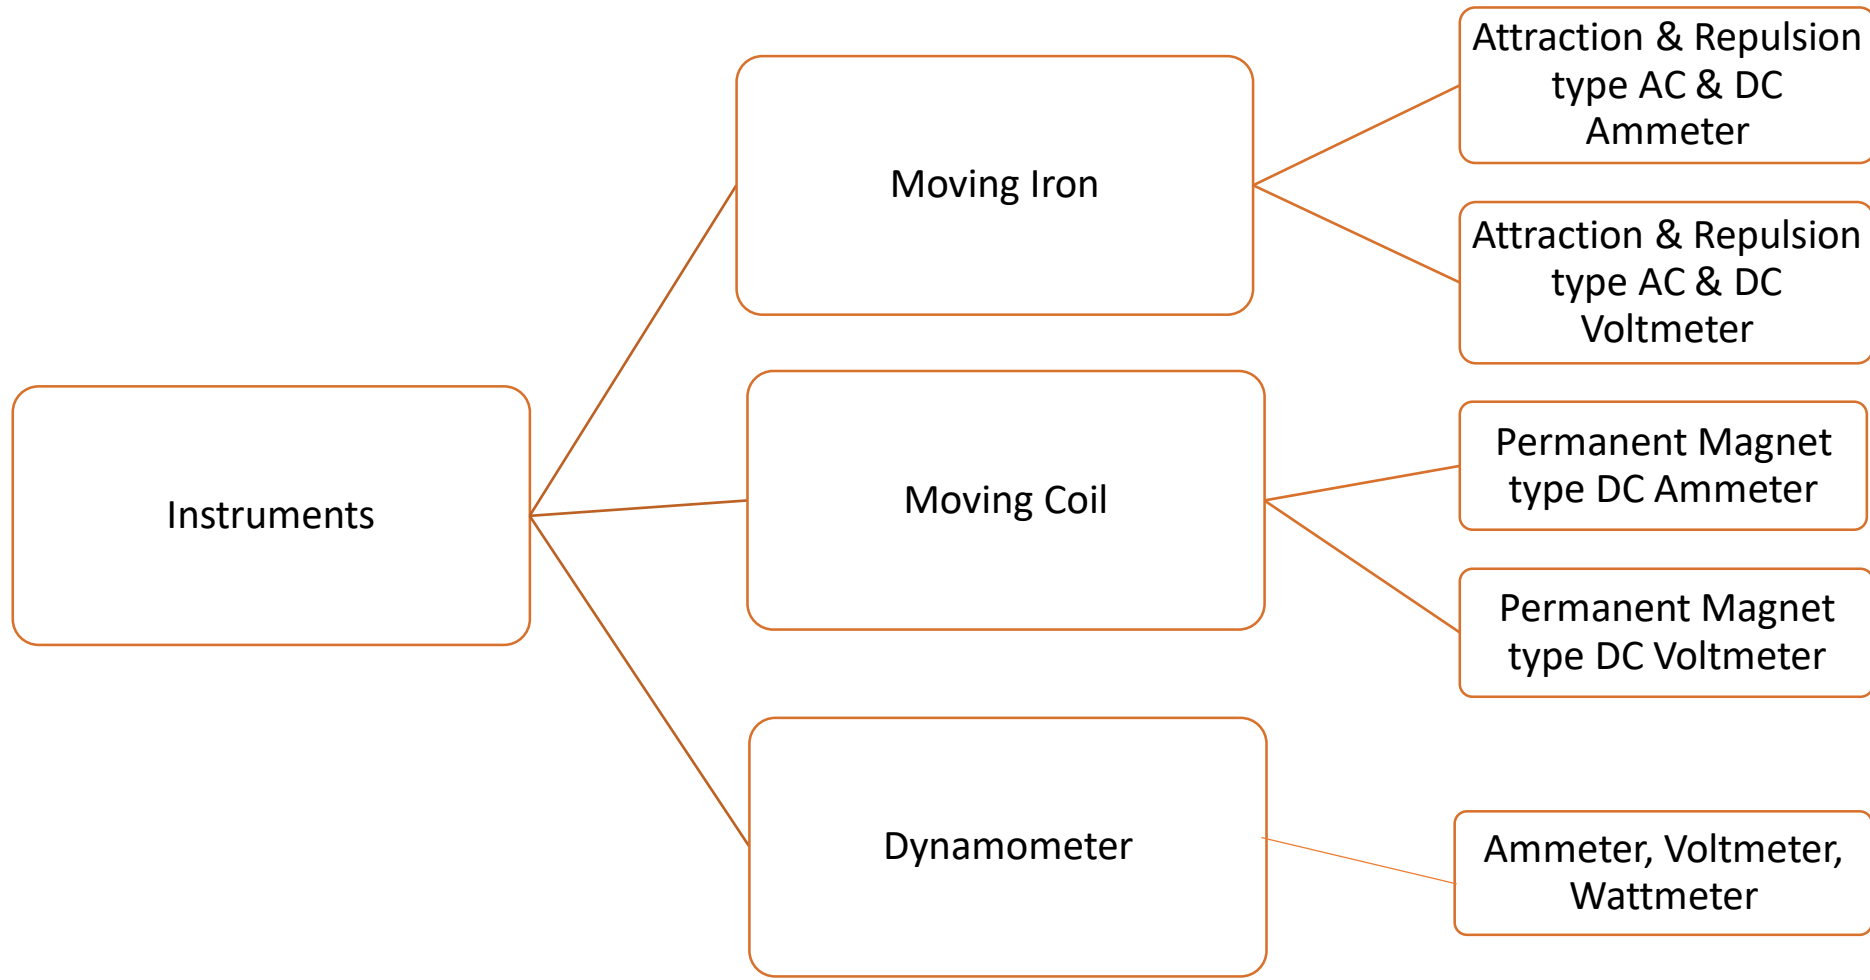 Instruments
Moving Iron
Attraction & Repulsion
type AC & DC
Ammeter
Attraction & Repulsion
type AC & DC
Voltmeter
Moving Coil
Permanent Magnet
type DC Ammeter
Permanent Magnet
type DC Voltmeter
Dynamometer
Ammeter, Voltmeter,
Wattmeter